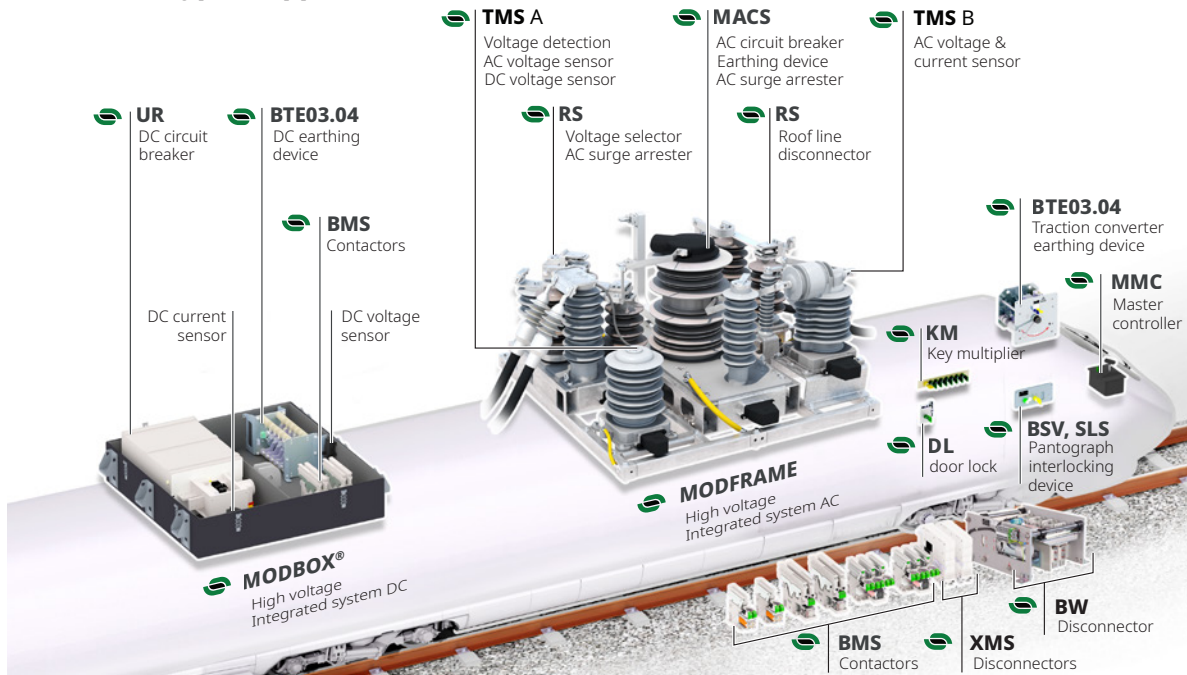 TMS A
Voltage detection
AC voltage sensor
DC voltage sensor
MACS
AC circuit breaker
Earthing device
AC surge arrester
TMS B
AC voltage &
current sensor
UR
DC circuit
breaker
BTE03.04
DC earthing
device
RS
Voltage selector
AC surge arrester
RS
Roof line
disconnector
BMS
Contactors
BTE03.04
Traction converter
earthing device
MMC
Master
controller
DC current
sensor
DC voltage
sensor
KM
Key multiplier
DL
door lock
BSV, SLS
Pantograph
interlocking
device
MODFRAME
High voltage
Integrated system AC
MODBOX®
High voltage
Integrated system DC
BW
Disconnector
BMS
Contactors
XMS
Disconnectors